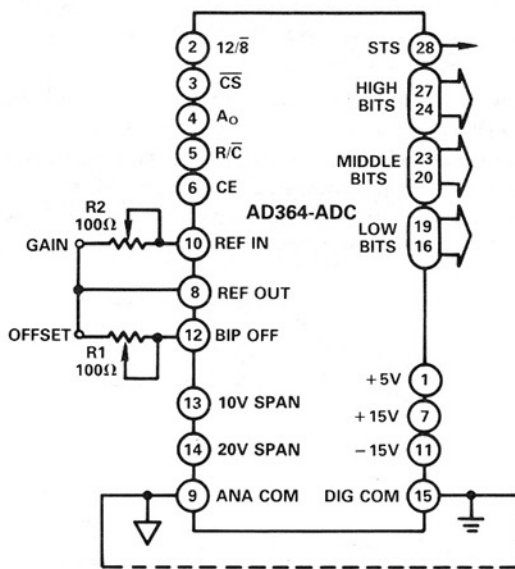 2 12/8̅
3 C̅S̅
4 A₀
5 R/C̅
6 CE
R2
100Ω
GAIN
10 REF IN
8 REF OUT
OFFSET
12 BIP OFF
R1
100Ω
13 10V SPAN
14 20V SPAN
9 ANA COM
AD364-ADC
STS 28
HIGH
BITS
27
24
MIDDLE
BITS
23
20
LOW
BITS
19
16
+5V 1
+15V 7
−15V 11
DIG COM 15